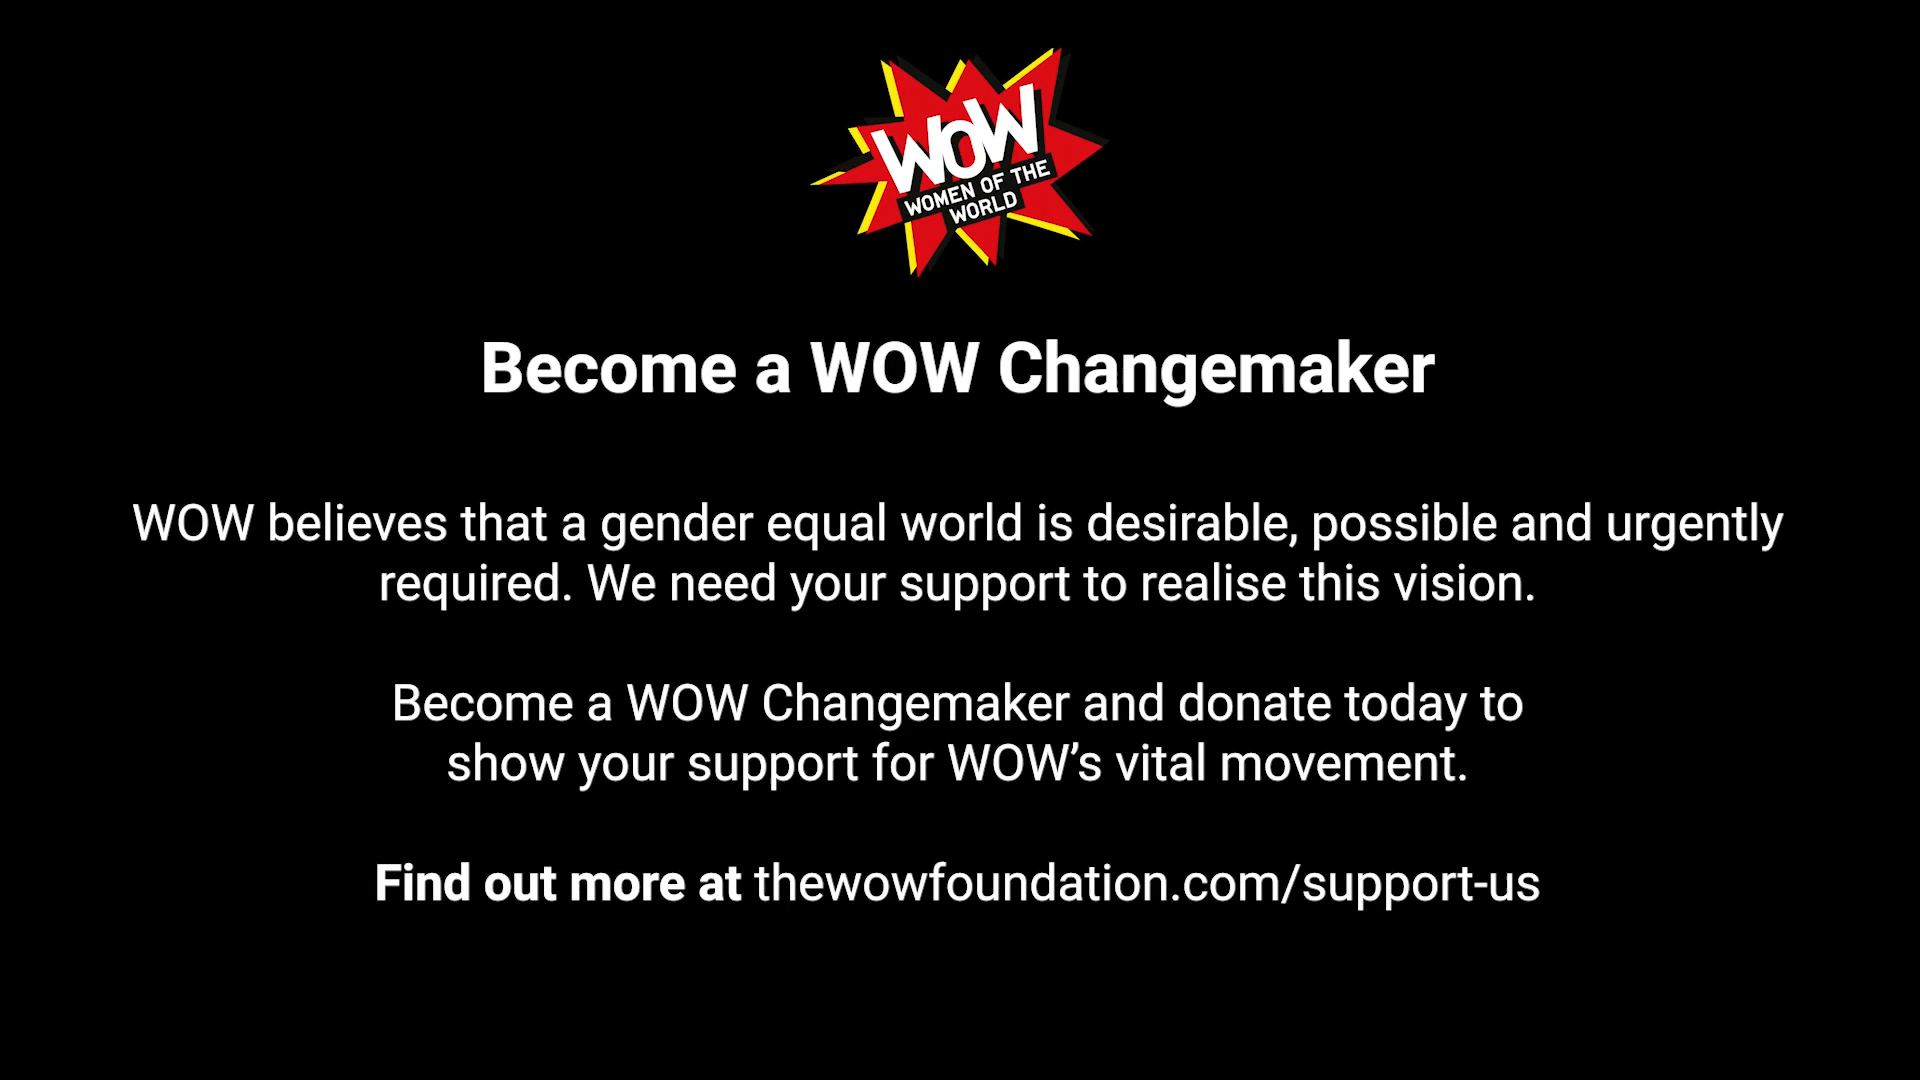 WOW
WOMEN OF THE
WORLD
Become a WOW Changemaker
WOW believes that a gender equal world is desirable, possible and urgently
required. We need your support to realise this vision.
Become a WOW Changemaker and donate today to
show your support for WOW’s vital movement.
Find out more at thewowfoundation.com/support-us